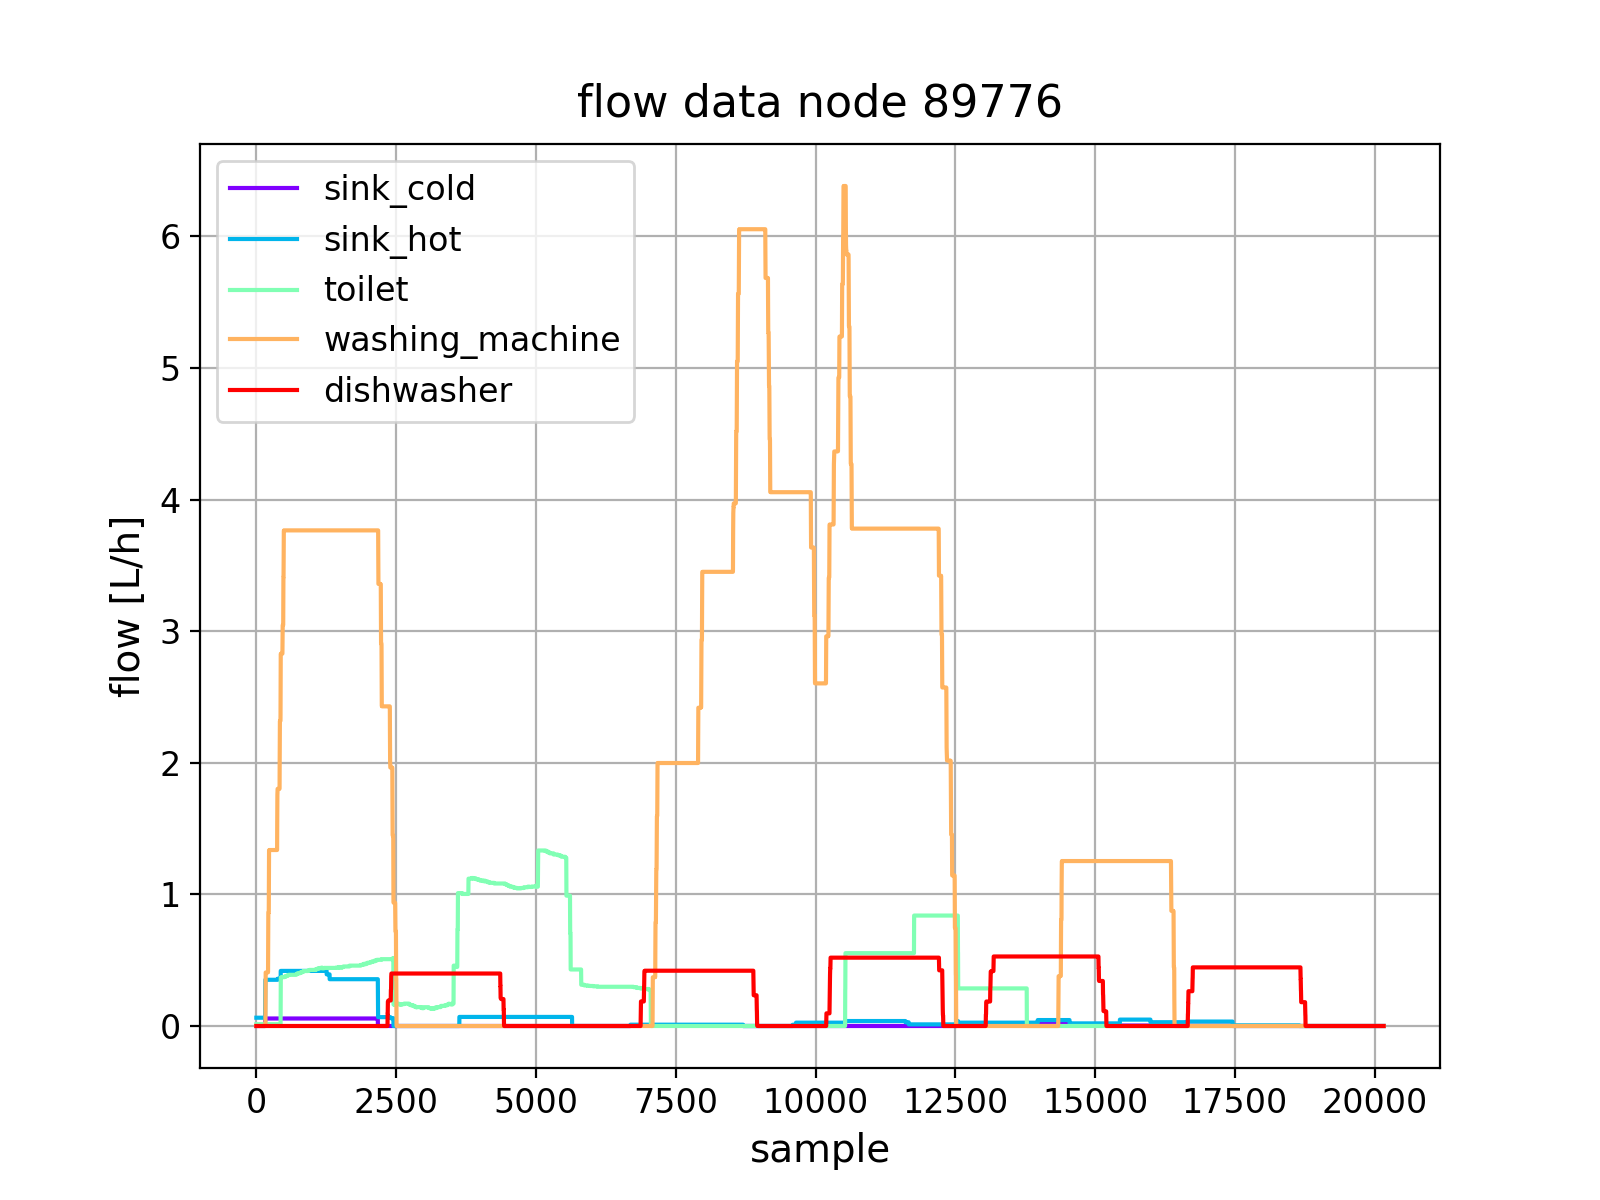 flow data node 89776
sink_cold
sink_hot
toilet
washing_machine
dishwasher
6
5
4
3
2
1
0
flow [L/h]
0 2500 5000 7500 10000 12500 15000 17500 20000
sample